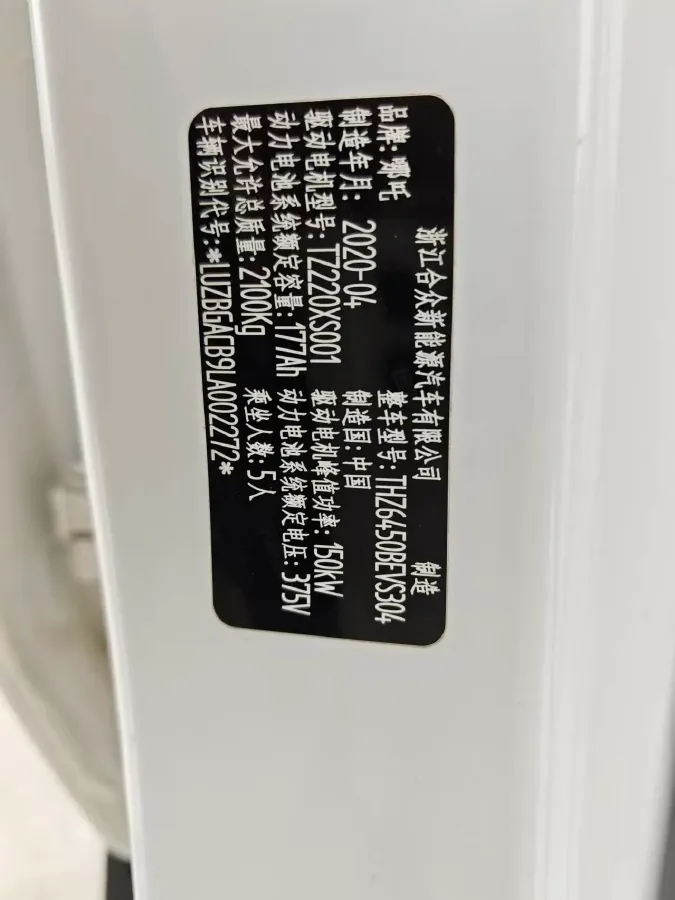 浙江合众新能源汽车有限公司 制造
品牌:哪吒 整车型号:THZ6450BEVS304
制造年月: 2020-04 制造国:中国
驱动电机型号:TZ220XS001 驱动电机峰值功率:150kW
动力电池系统额定容量:177Ah 动力电池系统额定电压:375V
最大允许总质量:2100Kg 乘坐人数:5人
车辆识别代号:*LUZBGACB9LA002272*